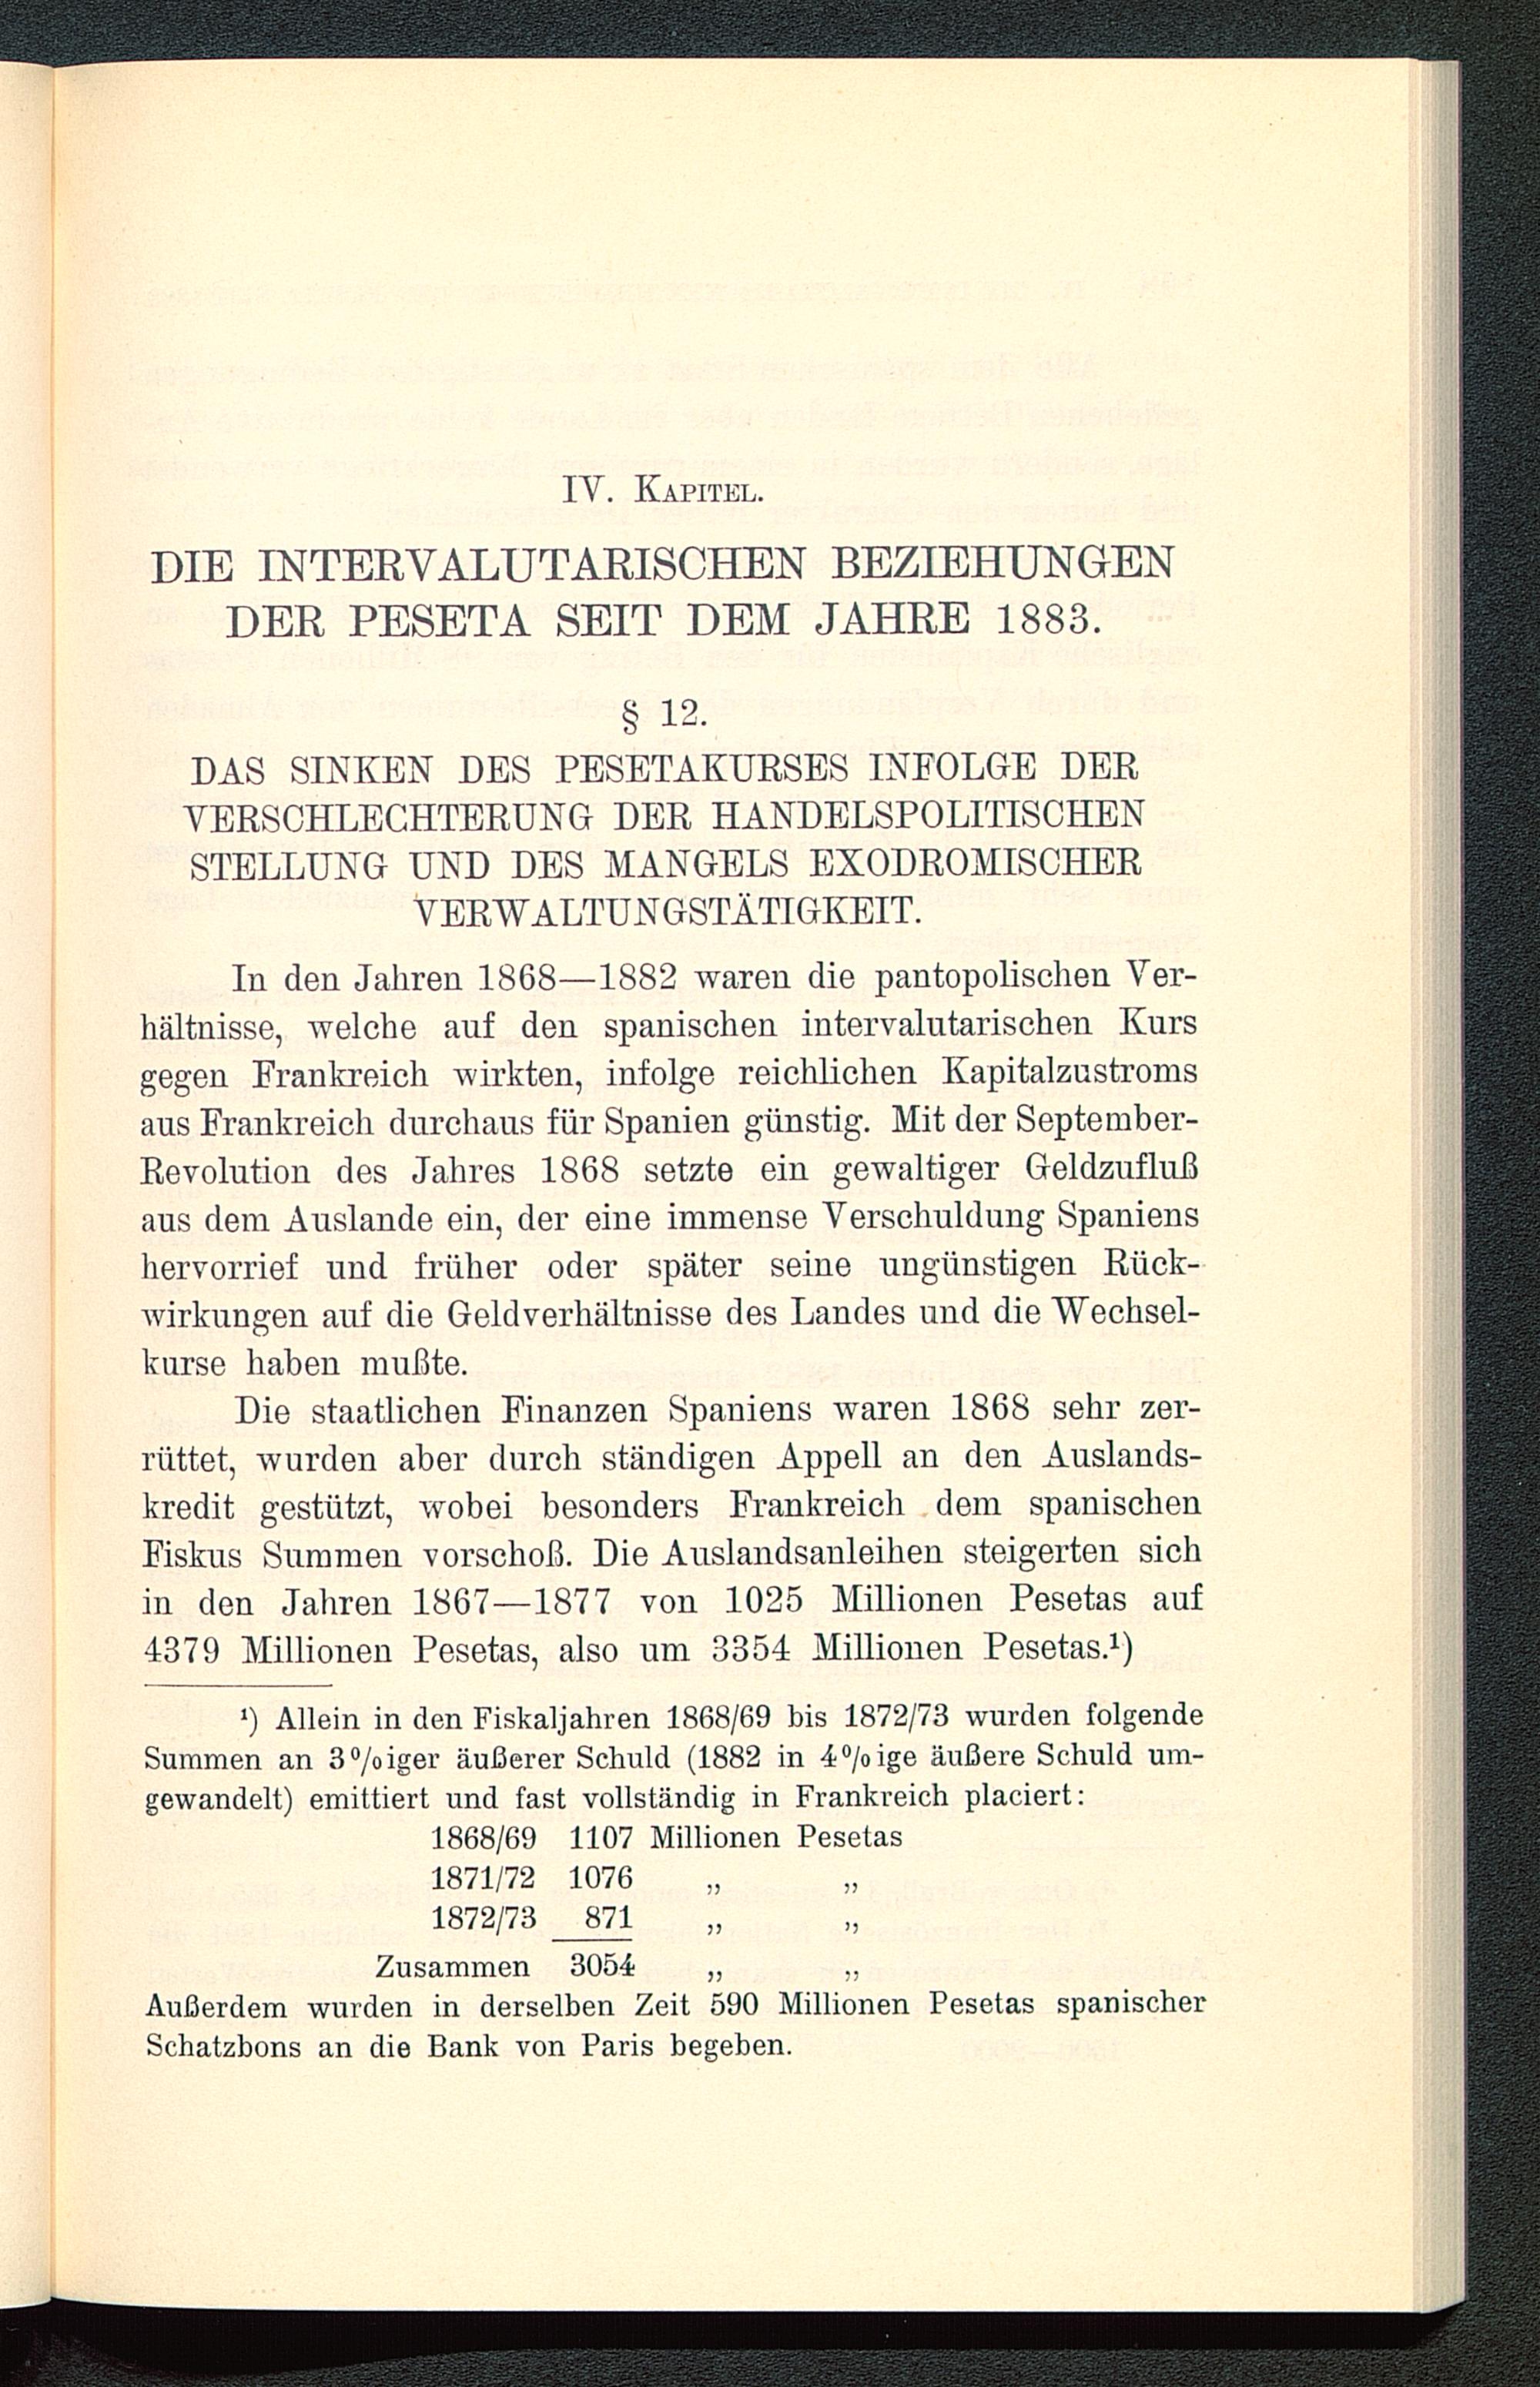 IV. KAPITEL.
DIE INTERVALUTARISCHEN BEZIEHUNGEN
DER PESETA SEIT DEM JAHRE 1883.
§ 12.
DAS SINKEN DES PESETAKURSES INFOLGE DER
VERSCHLECHTERUNG DER HANDELSPOLITISCHEN
STELLUNG UND DES MANGELS EXODROMISCHER
VERWALTUNGSTÄTIGKEIT.
In den Jahren 1868—1882 waren die pantopolischen Ver-
hältnisse, welche auf den spanischen intervalutarischen Kurs
gegen Frankreich wirkten, infolge reichlichen Kapitalzustroms
aus Frankreich durchaus für Spanien günstig. Mit der September-
Revolution des Jahres 1868 setzte ein gewaltiger Geldzufluß
aus dem Auslande ein, der eine immense Verschuldung Spaniens
hervorrief und früher oder später seine ungünstigen Rück-
wirkungen auf die Geldverhältnisse des Landes und die Wechsel-
kurse haben mußte.
Die staatlichen Finanzen Spaniens waren 1868 sehr zer-
rüttet, wurden aber durch ständigen Appell an den Auslands-
kredit gestützt, wobei besonders Frankreich dem spanischen
Fiskus Summen vorschoß. Die Auslandsanleihen steigerten sich
in den Jahren 1867—1877 von 1025 Millionen Pesetas auf
4379 Millionen Pesetas, also um 3354 Millionen Pesetas.¹)
¹) Allein in den Fiskaljahren 1868/69 bis 1872/73 wurden folgende
Summen an 3%iger äußerer Schuld (1882 in 4%ige äußere Schuld um-
gewandelt) emittiert und fast vollständig in Frankreich placiert:
1868/69 1107 Millionen Pesetas
1871/72 1076 „ „
1872/73 871 „ „
Zusammen 3054 „ „
Außerdem wurden in derselben Zeit 590 Millionen Pesetas spanischer
Schatzbons an die Bank von Paris begeben.